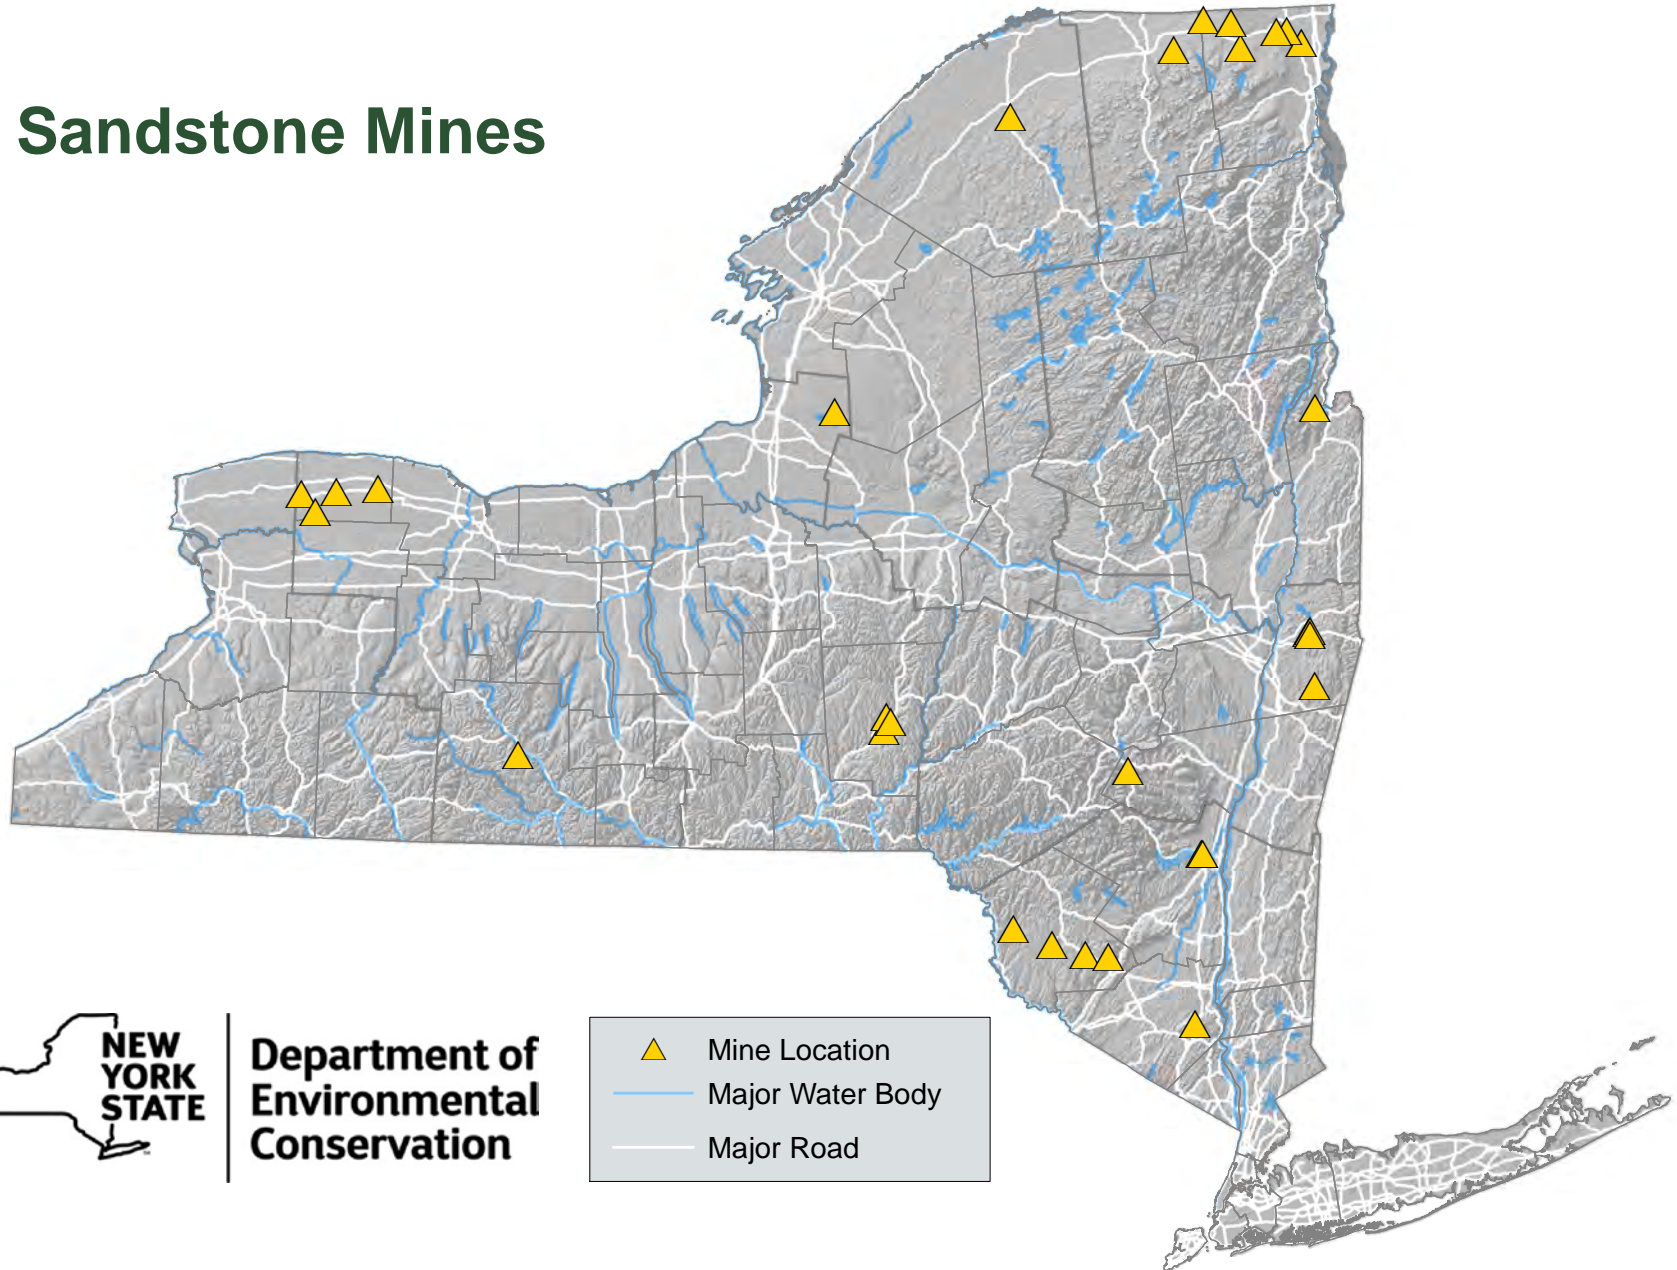 Sandstone Mines
NEW
YORK
STATE
Department of
Environmental
Conservation
Mine Location
Major Water Body
Major Road